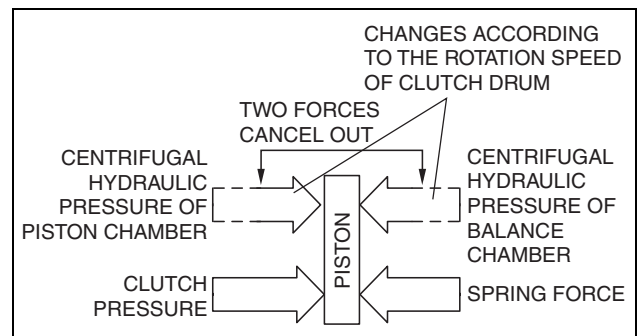 CHANGES ACCORDING
TO THE ROTATION SPEED
OF CLUTCH DRUM
TWO FORCES
CANCEL OUT
CENTRIFUGAL
HYDRAULIC
PRESSURE OF
PISTON CHAMBER
CENTRIFUGAL
HYDRAULIC
PRESSURE OF
BALANCE
CHAMBER
PISTON
CLUTCH
PRESSURE
SPRING FORCE